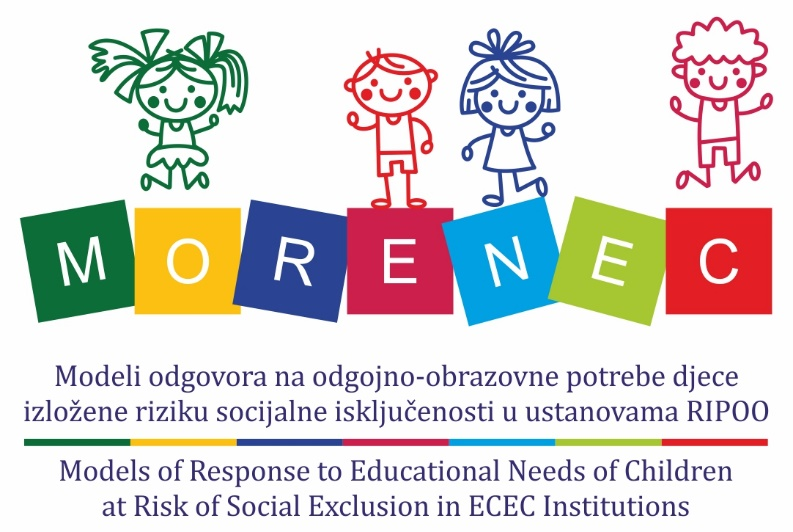 MORENEC
Modeli odgovora na odgojno-obrazovne potrebe djece
izložene riziku socijalne isključenosti u ustanovama RIPOO
Models of Response to Educational Needs of Children
at Risk of Social Exclusion in ECEC Institutions